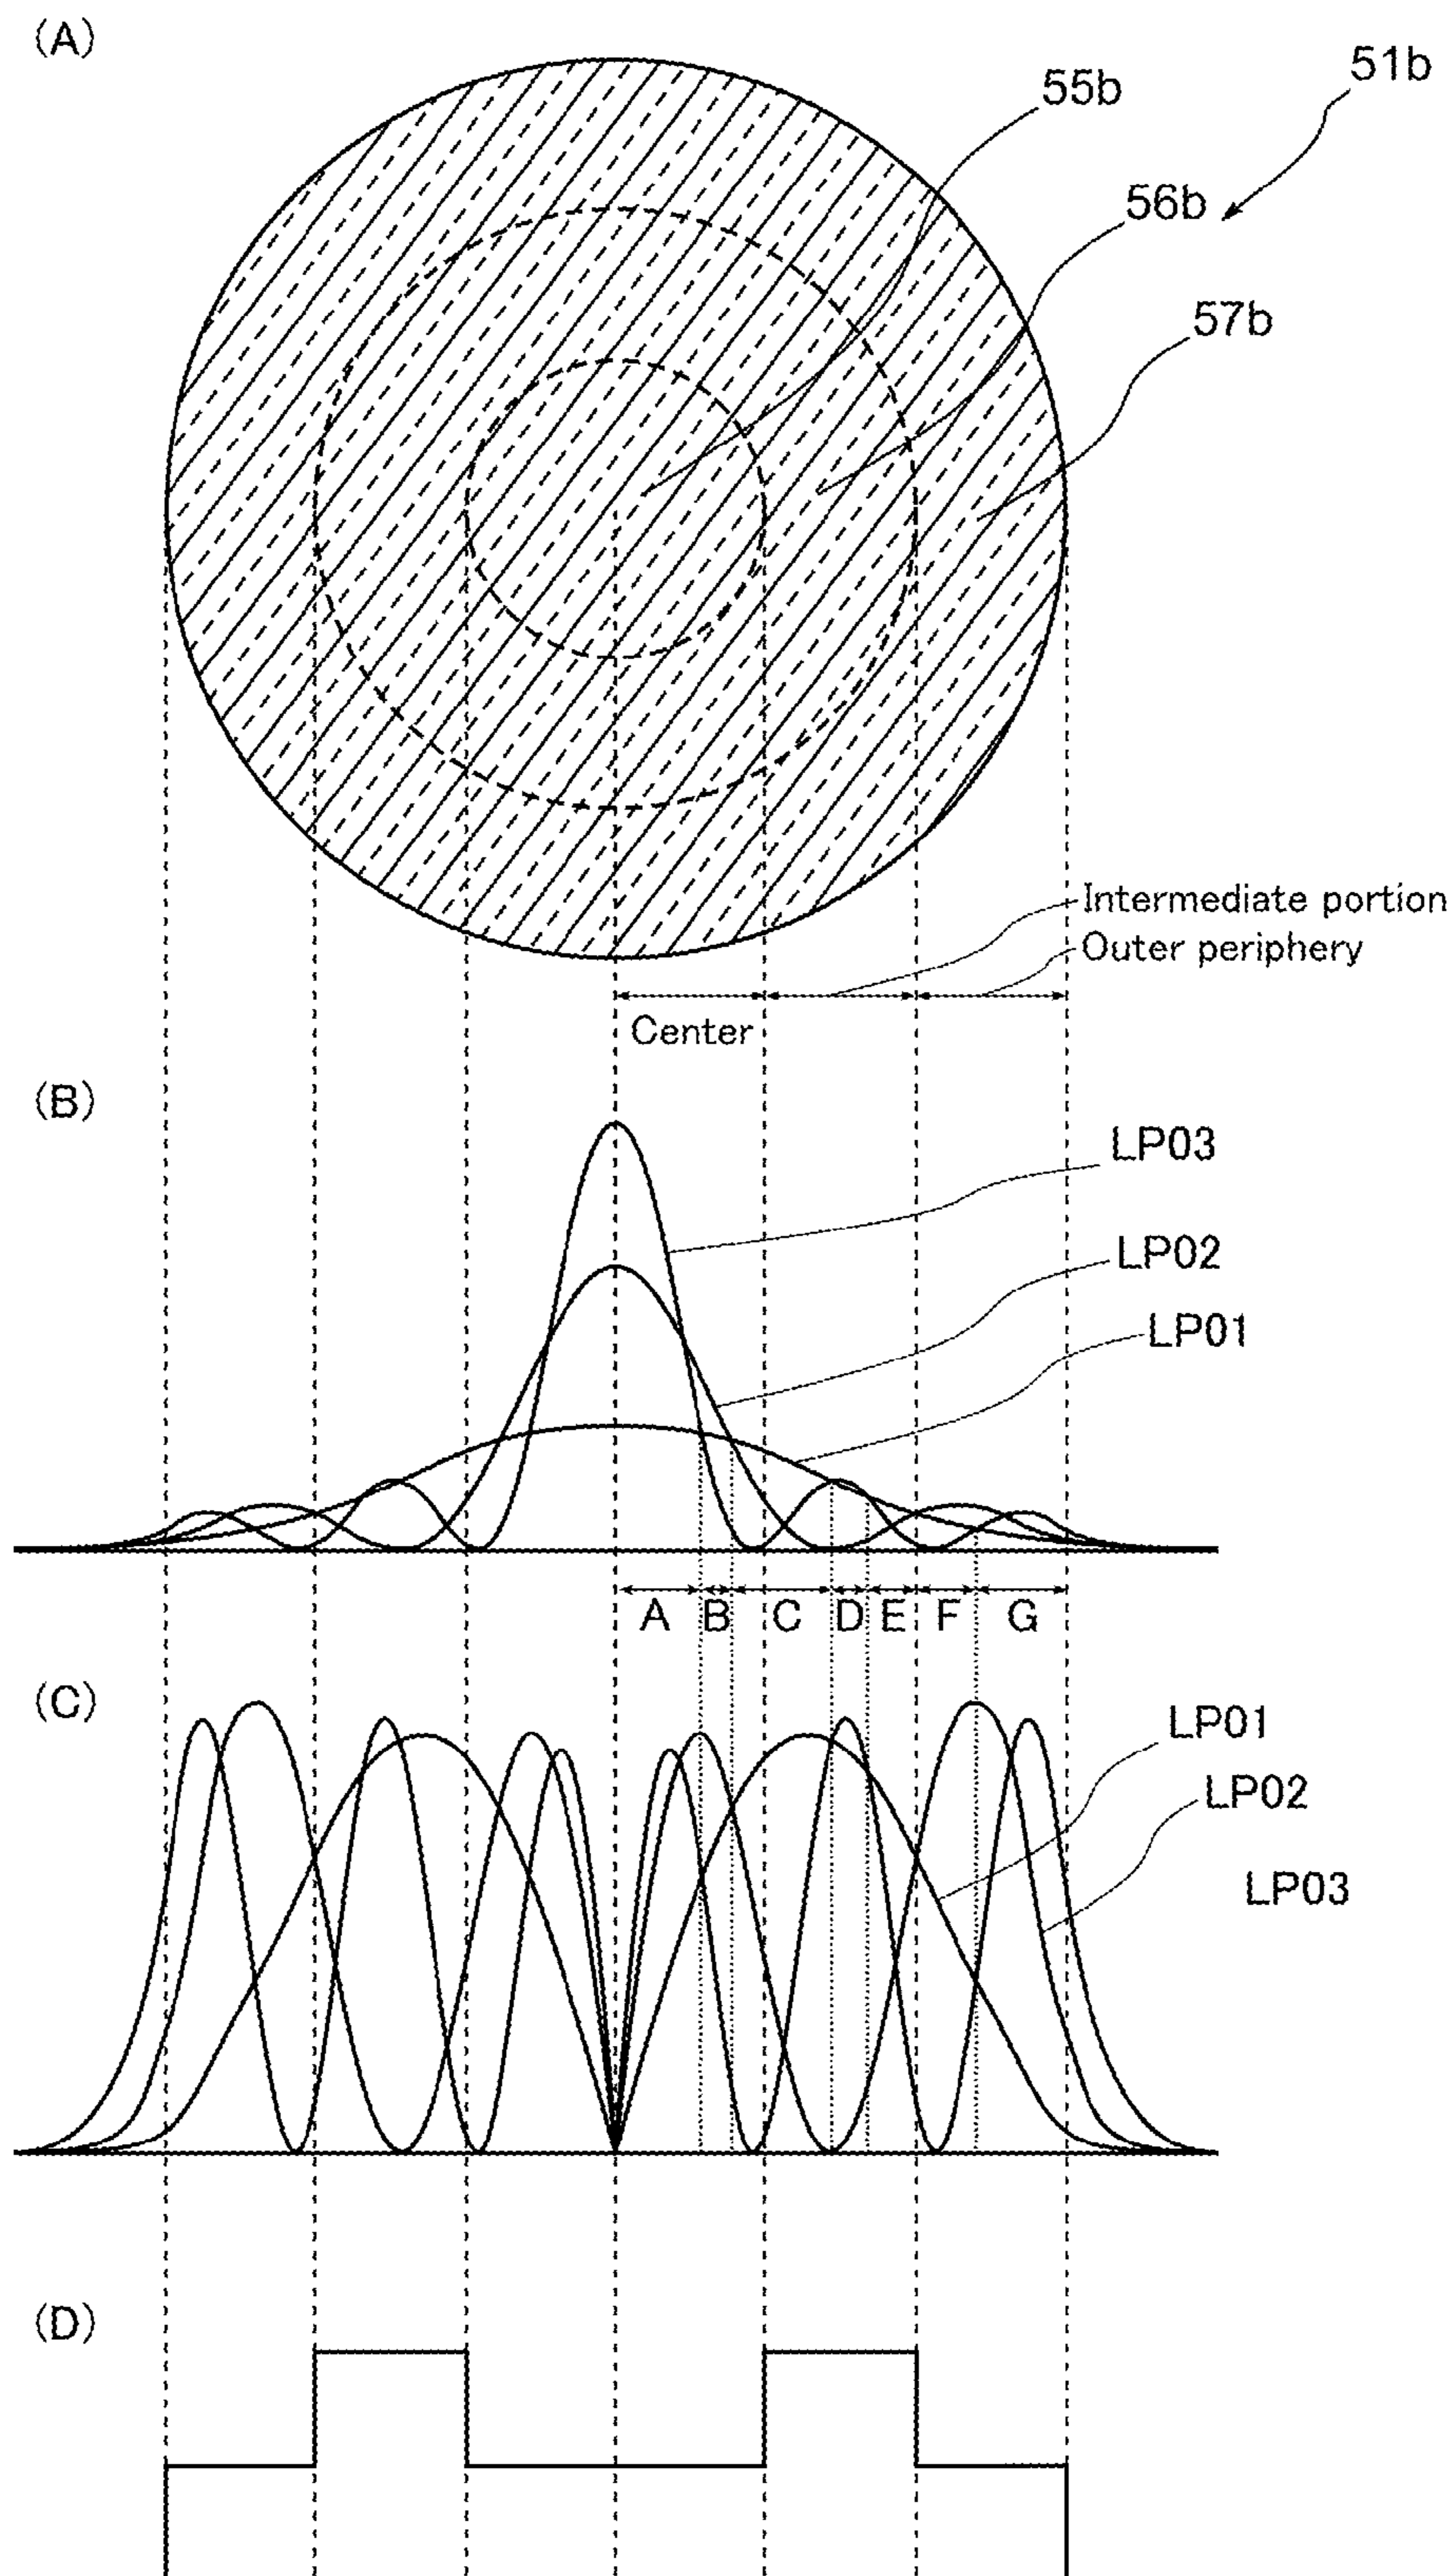 (A)
51b
55b
56b
57b
Intermediate portion
Outer periphery
Center
(B)
LP03
LP02
LP01
A B C D E F G
(C)
LP01
LP02
LP03
(D)